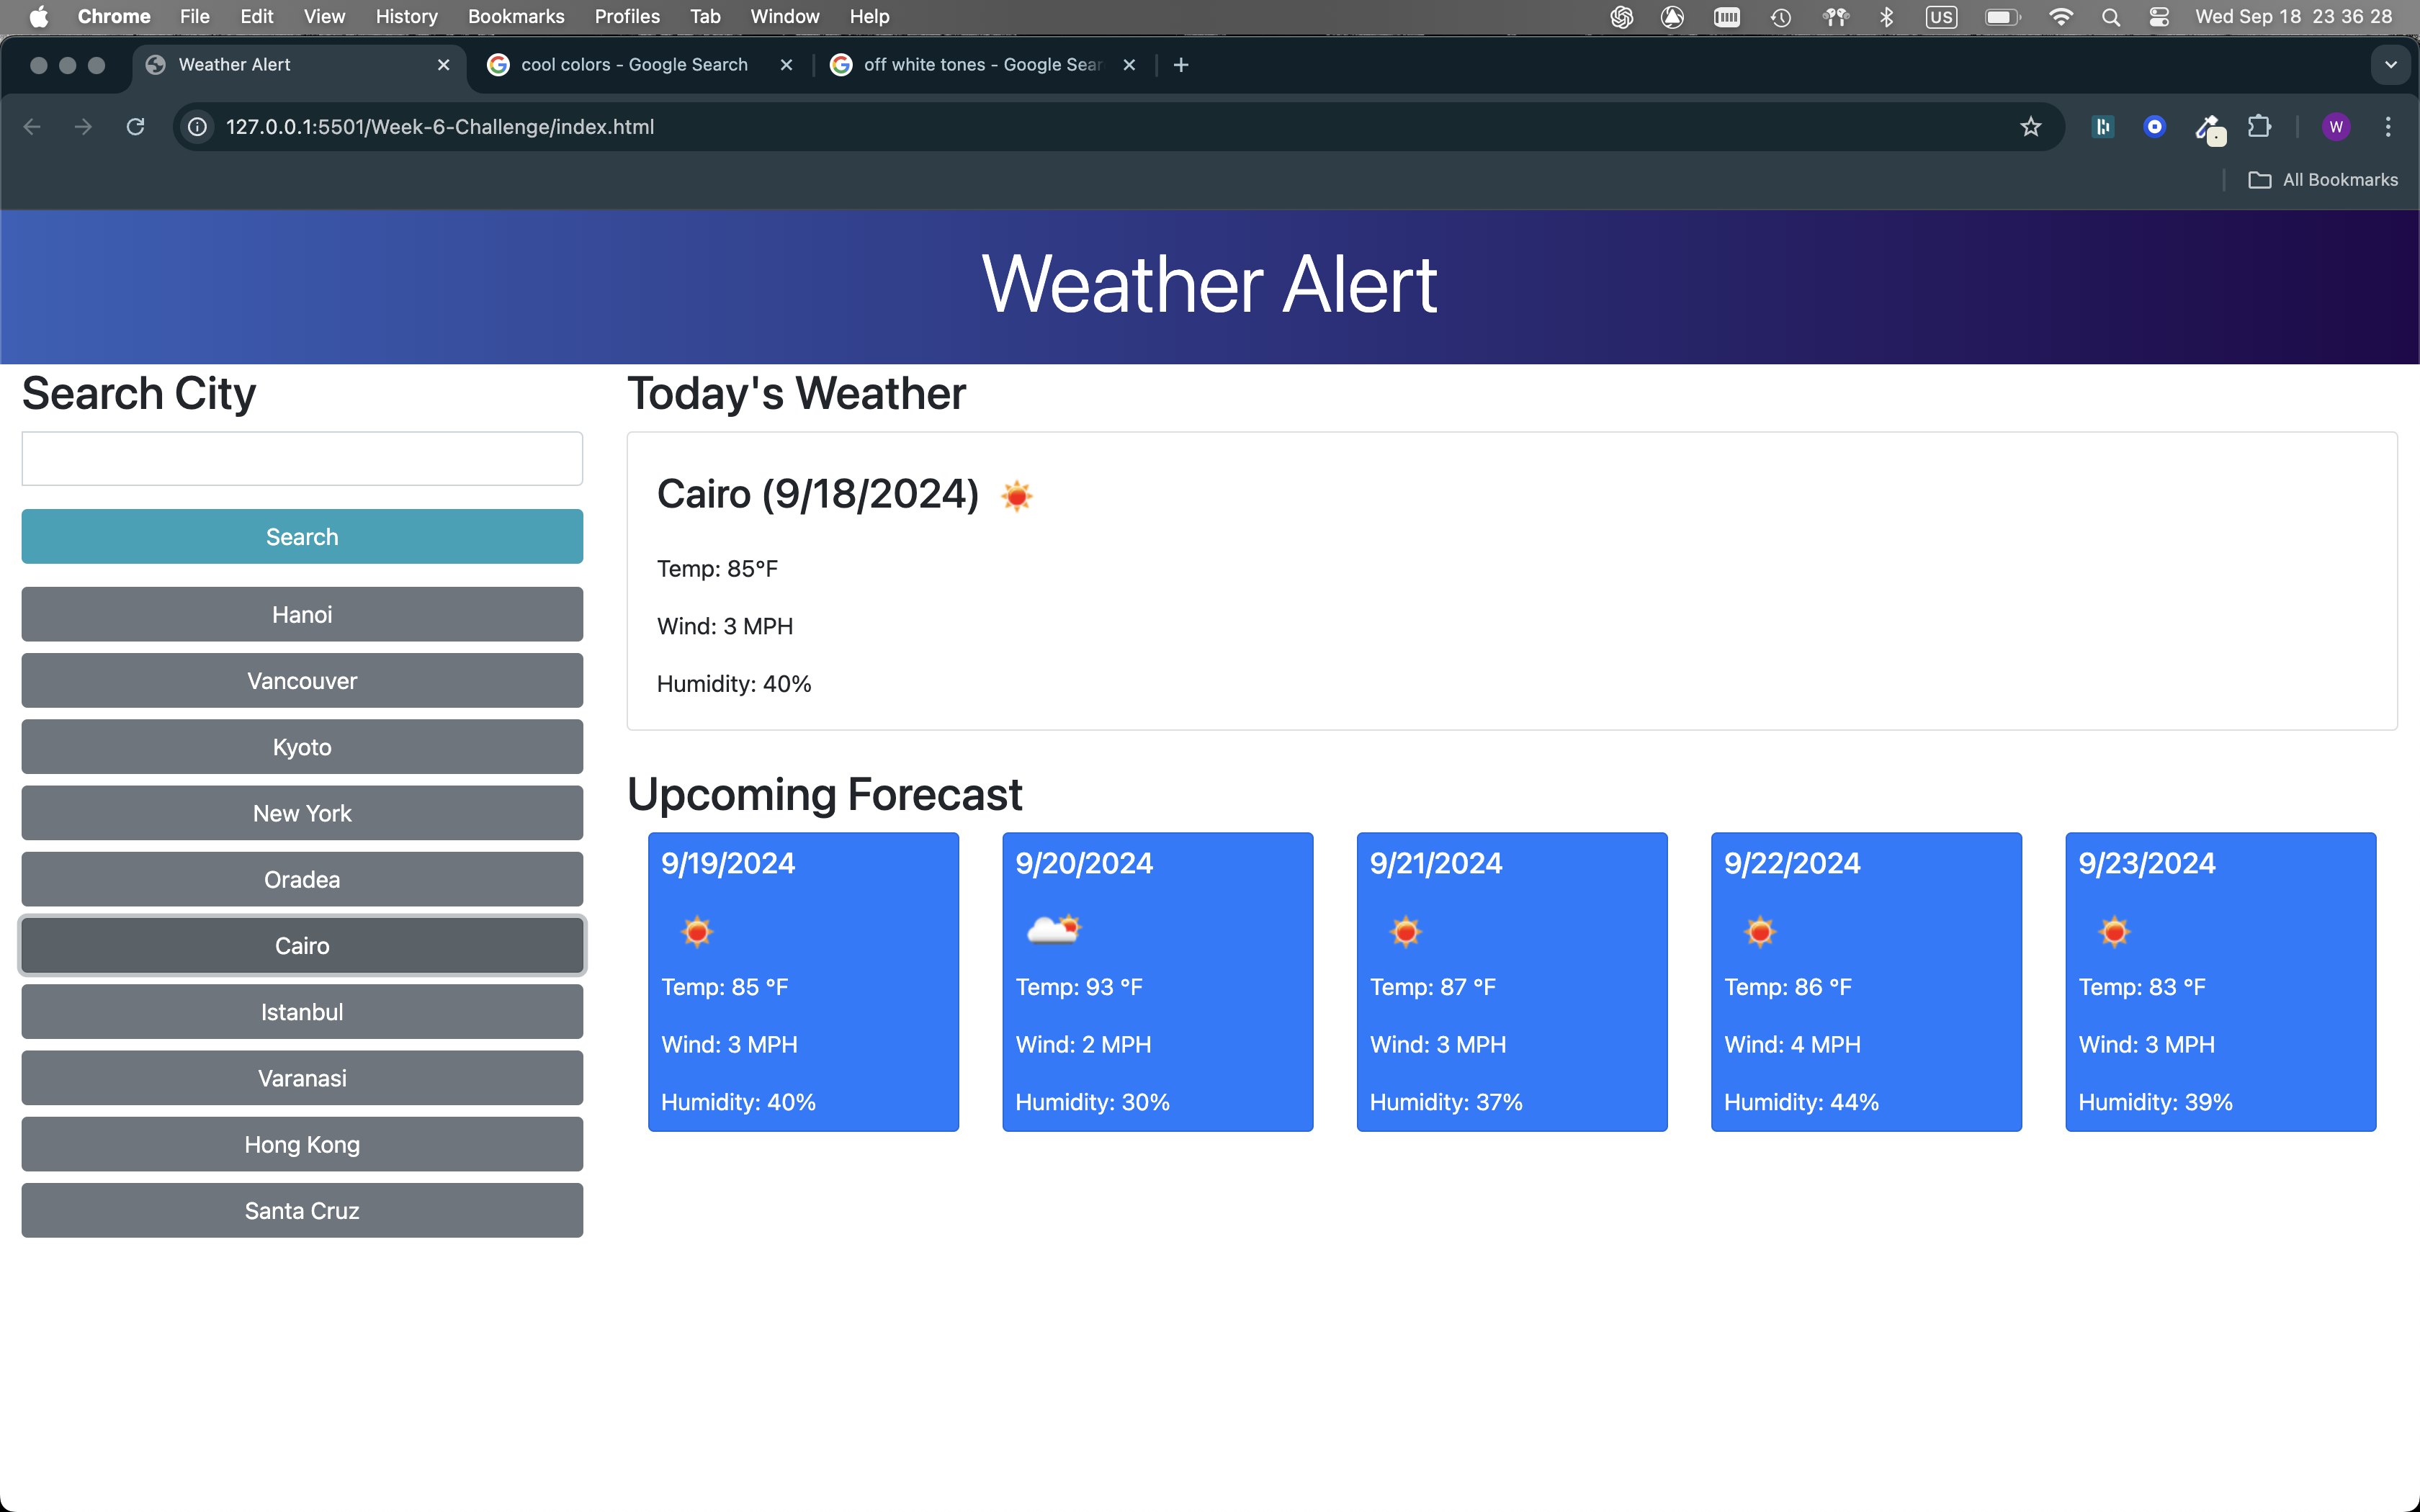 Chrome File Edit View History Bookmarks Profiles Tab Window Help US Wed Sep 18 23 36 28
Weather Alert cool colors - Google Search off white tones - Google Sear
127.0.0.1:5501/Week-6-Challenge/index.html W
All Bookmarks
Weather Alert
Search City
Search
Hanoi
Vancouver
Kyoto
New York
Oradea
Cairo
Istanbul
Varanasi
Hong Kong
Santa Cruz
Today's Weather
Cairo (9/18/2024)
Temp: 85°F
Wind: 3 MPH
Humidity: 40%
Upcoming Forecast
9/19/2024
Temp: 85 °F
Wind: 3 MPH
Humidity: 40%
9/20/2024
Temp: 93 °F
Wind: 2 MPH
Humidity: 30%
9/21/2024
Temp: 87 °F
Wind: 3 MPH
Humidity: 37%
9/22/2024
Temp: 86 °F
Wind: 4 MPH
Humidity: 44%
9/23/2024
Temp: 83 °F
Wind: 3 MPH
Humidity: 39%